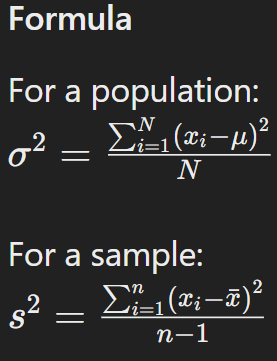 Formula
For a population:
σ² = ∑ᵢ₌₁ᴺ (xᵢ−μ)² / N
For a sample:
s² = ∑ᵢ₌₁ⁿ (xᵢ−x̄)² / n−1